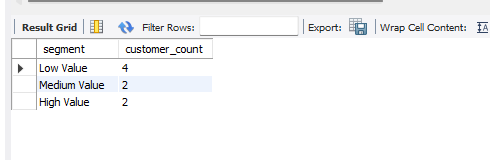 Result Grid Filter Rows: Export: Wrap Cell Content:
segment customer_count
Low Value 4
Medium Value 2
High Value 2